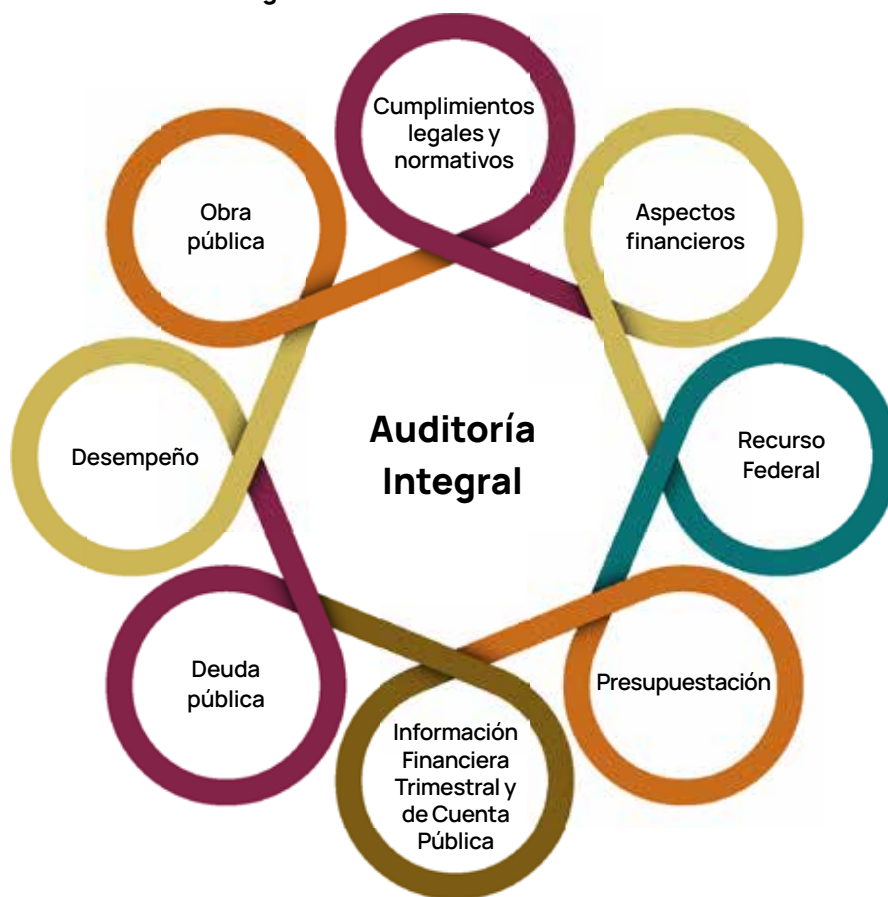 Cumplimientos
legales y
normativos
Aspectos
financieros
Recurso
Federal
Presupuestación
Información
Financiera
Trimestral y
de Cuenta
Pública
Deuda
pública
Desempeño
Obra
pública
Auditoría
Integral